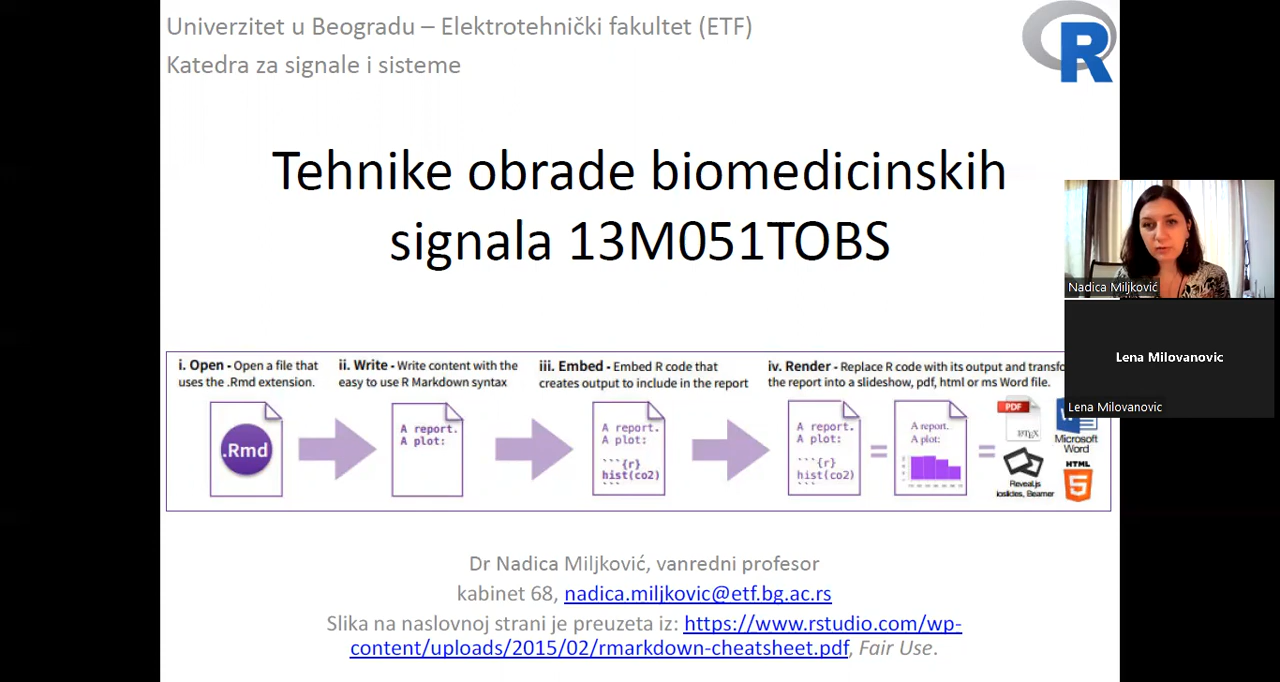 Univerzitet u Beogradu – Elektrotehnički fakultet (ETF)
Katedra za signale i sisteme
R
Tehnike obrade biomedicinskih
signala 13M051TOBS
Nadica Miljković
Lena Milovanovic
Lena Milovanovic
i. Open - Open a file that
uses the .Rmd extension.
ii. Write - Write content with the
easy to use R Markdown syntax
iii. Embed - Embed R code that
creates output to include in the report
iv. Render - Replace R code with its output and transfo
the report into a slideshow, pdf, html or ms Word file.
.Rmd
A report.
A plot:
A report.
A plot:
```{r}
hist(co2)
```
A report.
A plot:
```{r}
hist(co2)
```
=
A report.
A plot:
=
PDF
LATEX
W
Microsoft
Word
Reveal.js
ioslides, Beamer
HTML
5
Dr Nadica Miljković, vanredni profesor
kabinet 68, nadica.miljkovic@etf.bg.ac.rs
Slika na naslovnoj strani je preuzeta iz: https://www.rstudio.com/wp-
content/uploads/2015/02/rmarkdown-cheatsheet.pdf, Fair Use.